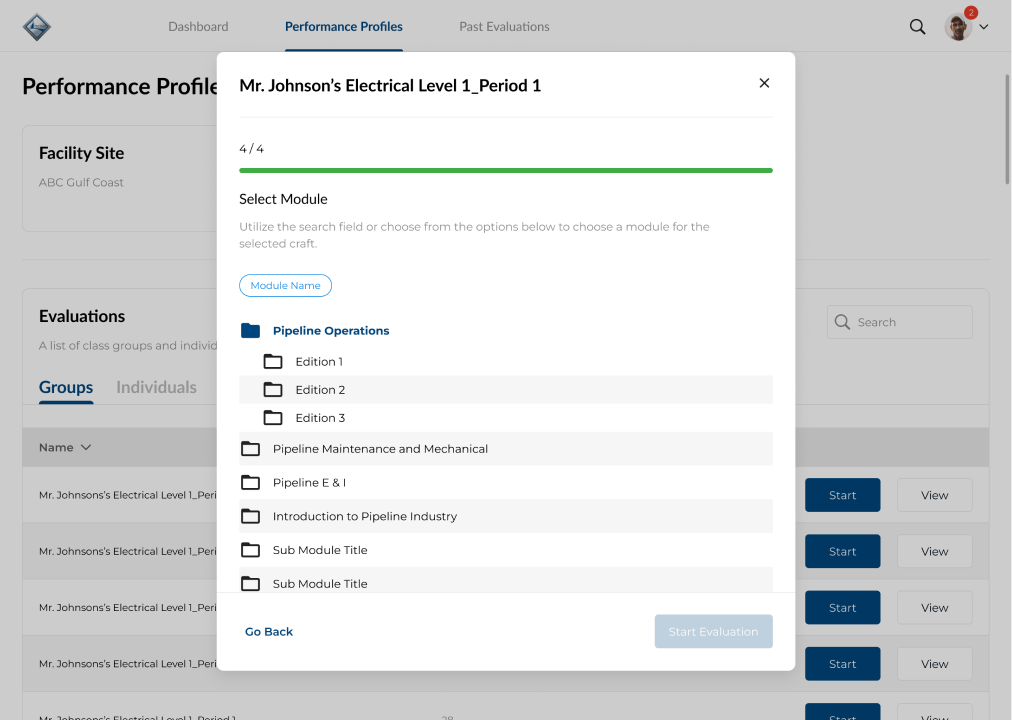 Dashboard
Performance Profiles
Past Evaluations
2
Performance Profile
Mr. Johnson’s Electrical Level 1_Period 1
Facility Site
ABC Gulf Coast
4 / 4
Select Module
Utilize the search field or choose from the options below to choose a module for the
selected craft.
Module Name
Pipeline Operations
Edition 1
Edition 2
Edition 3
Pipeline Maintenance and Mechanical
Pipeline E & I
Introduction to Pipeline Industry
Sub Module Title
Sub Module Title
Go Back
Start Evaluation
Evaluations
A list of class groups and individ
Search
Groups
Individuals
Name
Mr. Johnsons’s Electrical Level 1_Peri
Start
View
Mr. Johnsons’s Electrical Level 1_Peri
Start
View
Mr. Johnsons’s Electrical Level 1_Peri
Start
View
Mr. Johnsons’s Electrical Level 1_Peri
Start
View
Mr. Johnsons’s Electrical Level 1_Period 1
28
Start
View